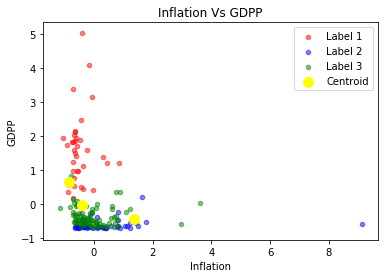 Inflation Vs GDPP
Label 1
Label 2
Label 3
Centroid
GDPP
5
4
3
2
1
0
−1
0 2 4 6 8
Inflation